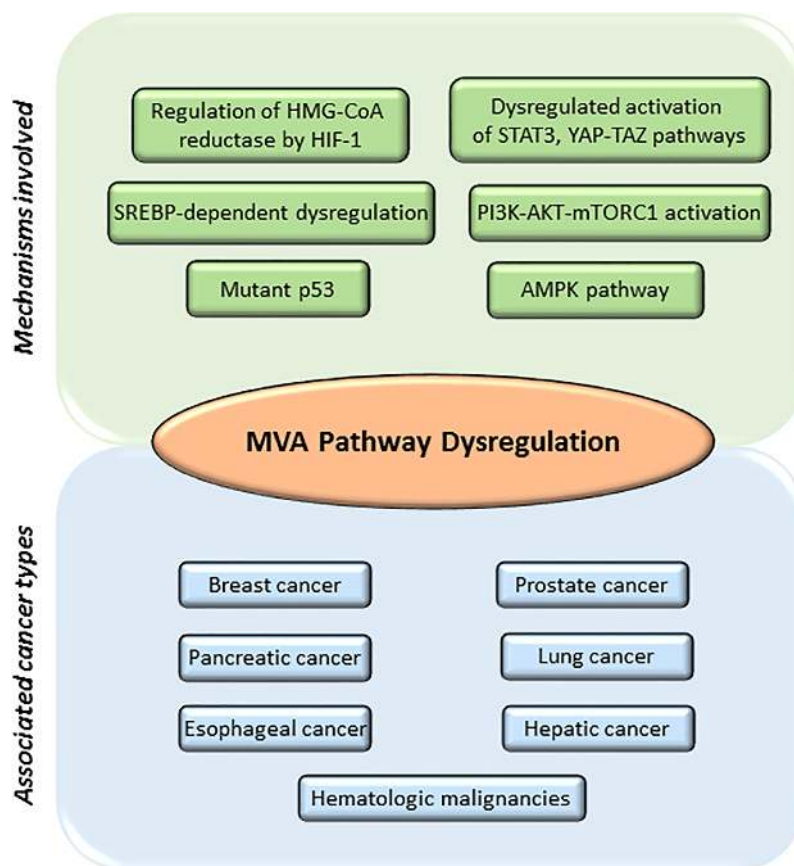 Mechanisms involved
Regulation of HMG-CoA
reductase by HIF-1
Dysregulated activation
of STAT3, YAP-TAZ pathways
SREBP-dependent dysregulation
PI3K-AKT-mTORC1 activation
Mutant p53
AMPK pathway
MVA Pathway Dysregulation
Associated cancer types
Breast cancer
Prostate cancer
Pancreatic cancer
Lung cancer
Esophageal cancer
Hepatic cancer
Hematologic malignancies